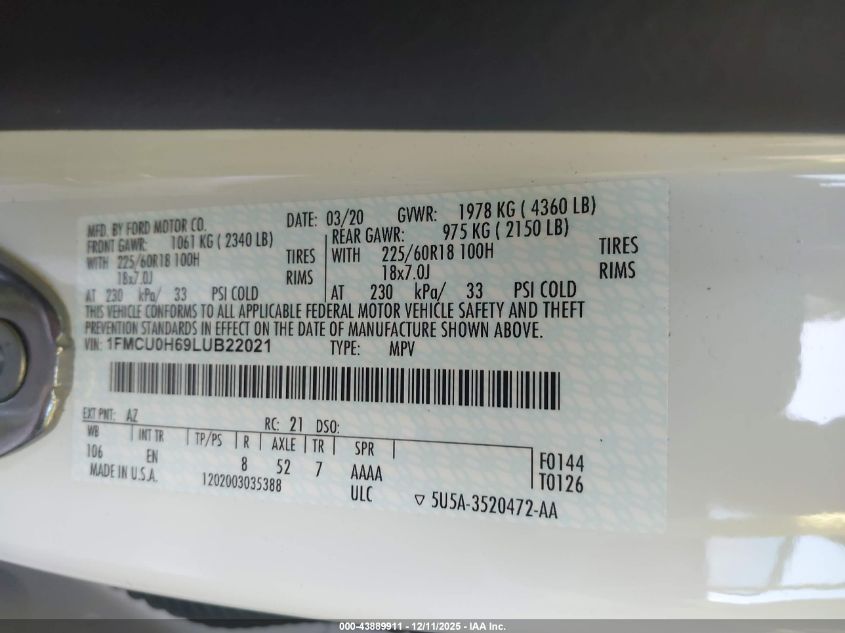 MFD. BY FORD MOTOR CO. DATE: 03/20 GVWR: 1978 KG ( 4360 LB)
FRONT GAWR: 1061 KG ( 2340 LB) REAR GAWR: 975 KG ( 2150 LB)
WITH 225/60R18 100H TIRES WITH 225/60R18 100H TIRES
18x7.0J RIMS 18x7.0J RIMS
AT 230 kPa/ 33 PSI COLD AT 230 kPa/ 33 PSI COLD
THIS VEHICLE CONFORMS TO ALL APPLICABLE FEDERAL MOTOR VEHICLE SAFETY AND THEFT
PREVENTION STANDARDS IN EFFECT ON THE DATE OF MANUFACTURE SHOWN ABOVE.
VIN: 1FMCU0H69LUB22021 TYPE: MPV
EXT PNT: AZ RC: 21 DSO:
WB INT TR TP/PS R AXLE TR SPR
106 EN 8 52 7 AAAA F0144
MADE IN U.S.A. 1202003035388 ULC T0126
5U5A-3520472-AA
000-43889911 - 12/11/2025 - IAA Inc.